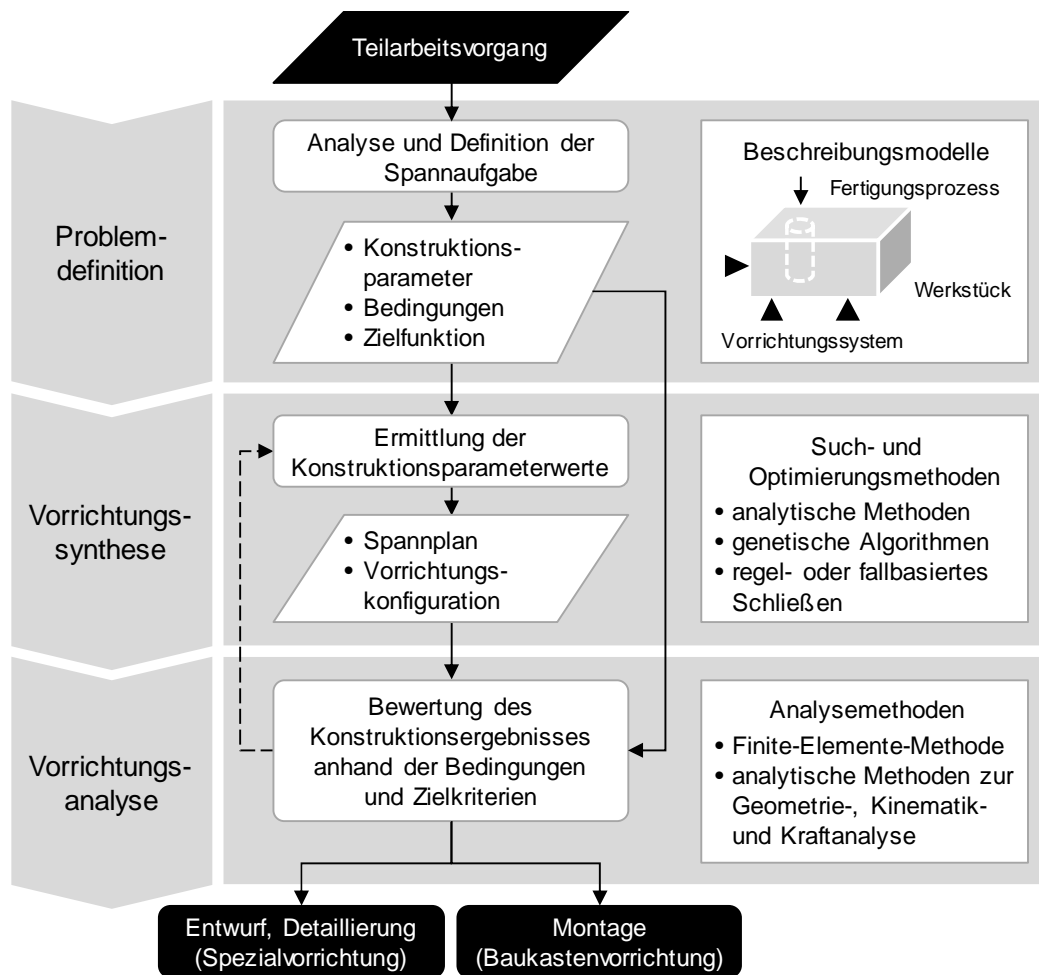 Teilarbeitsvorgang
Problem-
definition
Analyse und Definition der
Spannaufgabe
• Konstruktions-
parameter
• Bedingungen
• Zielfunktion
Beschreibungsmodelle
Fertigungsprozess
Werkstück
Vorrichtungssystem
Vorrichtungs-
synthese
Ermittlung der
Konstruktionsparameterwerte
• Spannplan
• Vorrichtungs-
konfiguration
Such- und
Optimierungsmethoden
• analytische Methoden
• genetische Algorithmen
• regel- oder fallbasiertes
Schließen
Vorrichtungs-
analyse
Bewertung des
Konstruktionsergebnisses
anhand der Bedingungen
und Zielkriterien
Analysemethoden
• Finite-Elemente-Methode
• analytische Methoden zur
Geometrie-, Kinematik-
und Kraftanalyse
Entwurf, Detaillierung
(Spezialvorrichtung)
Montage
(Baukastenvorrichtung)